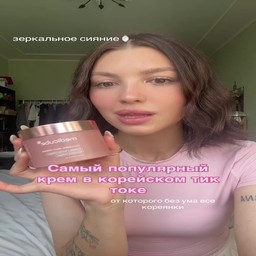 зеркальное сияние
Самый популярный
крем в корейском тик
токе
от которого без ума все
кореянки